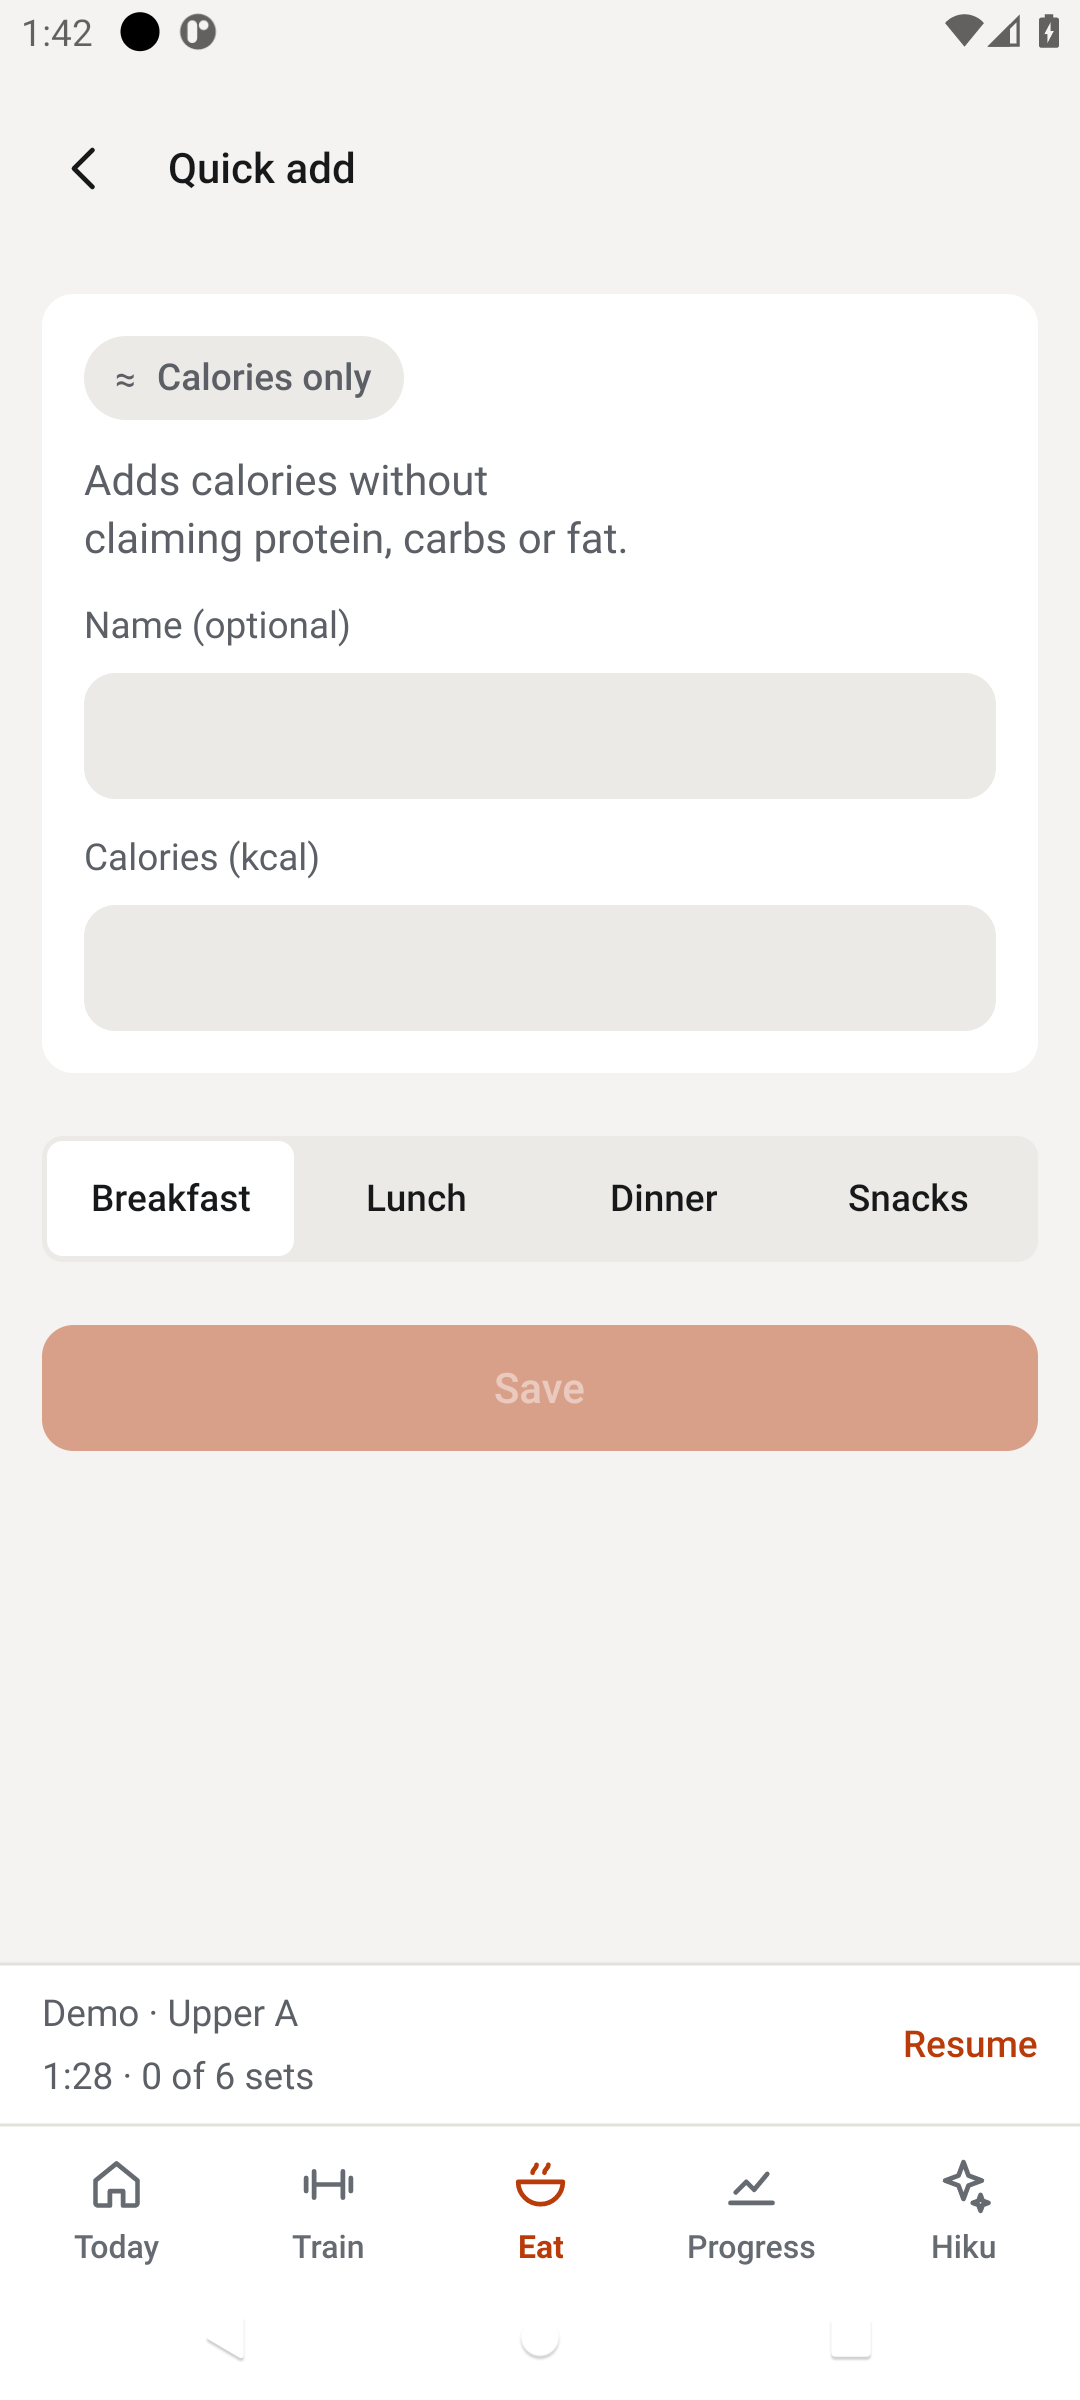 1:42
Quick add
≈ Calories only
Adds calories without
claiming protein, carbs or fat.
Name (optional)
Calories (kcal)
Breakfast Lunch Dinner Snacks
Save
Demo · Upper A
1:28 · 0 of 6 sets
Resume
Today Train Eat Progress Hiku